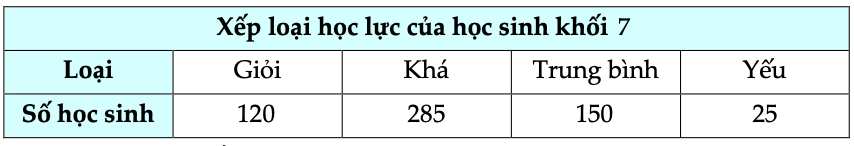 Xếp loại học lực của học sinh khối 7
Loại Giỏi Khá Trung bình Yếu
Số học sinh 120 285 150 25